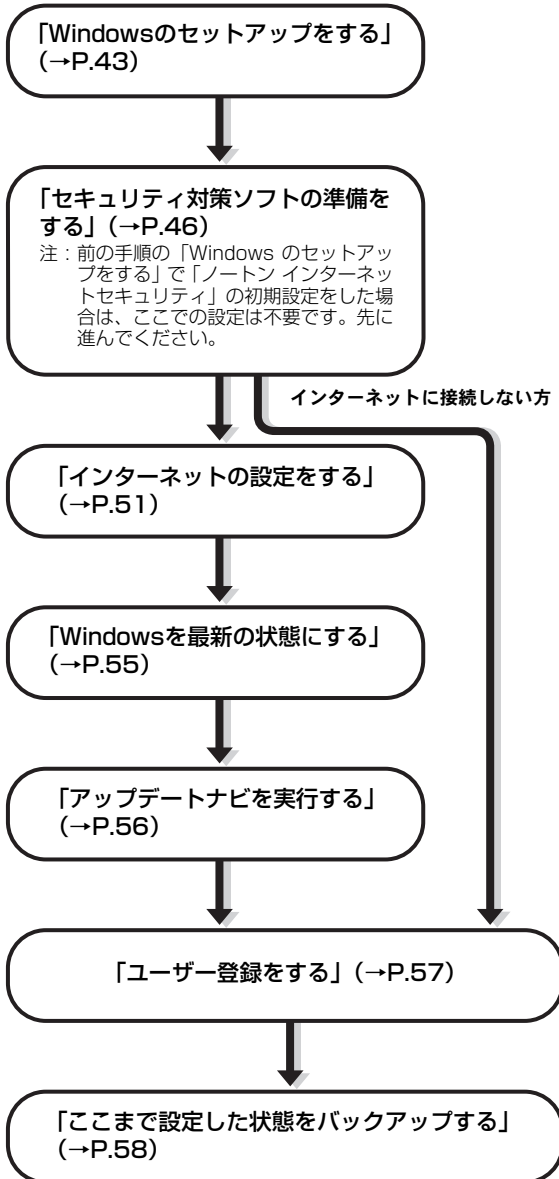 「Windowsのセットアップをする」
（→P.43）
「セキュリティ対策ソフトの準備を
する」（→P.46）
注：前の手順の「Windows のセットアッ
プをする」で「ノートン インターネッ
トセキュリティ」の初期設定をした場
合は、ここでの設定は不要です。先に
進んでください。
インターネットに接続しない方
「インターネットの設定をする」
（→P.51）
「Windowsを最新の状態にする」
（→P.55）
「アップデートナビを実行する」
（→P.56）
「ユーザー登録をする」（→P.57）
「ここまで設定した状態をバックアップする」
（→P.58）